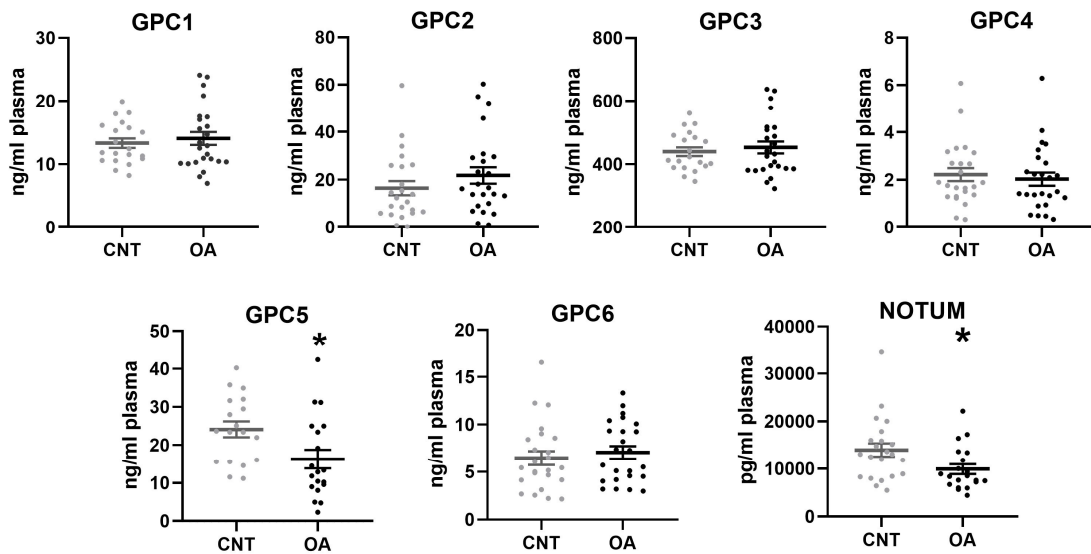 GPC1
30
20
10
0
ng/ml plasma
CNT
OA
GPC2
80
60
40
20
0
ng/ml plasma
CNT
OA
GPC3
800
600
400
200
ng/ml plasma
CNT
OA
GPC4
8
6
4
2
0
ng/ml plasma
CNT
OA
GPC5
*
50
40
30
20
10
0
ng/ml plasma
CNT
OA
GPC6
20
15
10
5
0
ng/ml plasma
CNT
OA
NOTUM
*
40000
30000
20000
10000
0
pg/ml plasma
CNT
OA